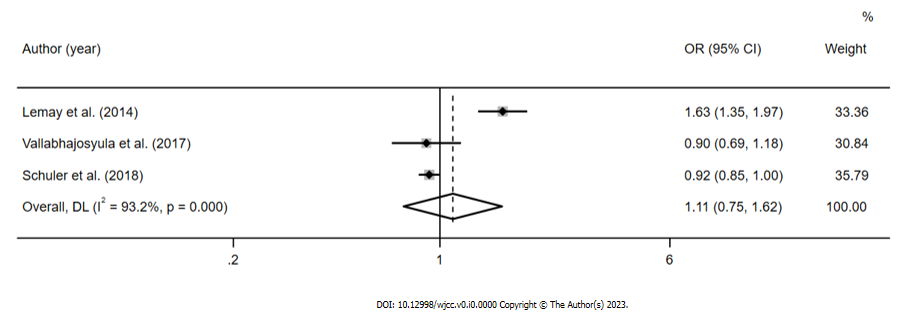 %
Author (year) OR (95% CI) Weight
Lemay et al. (2014) 1.63 (1.35, 1.97) 33.36
Vallabhajosyula et al. (2017) 0.90 (0.69, 1.18) 30.84
Schuler et al. (2018) 0.92 (0.85, 1.00) 35.79
Overall, DL (I² = 93.2%, p = 0.000) 1.11 (0.75, 1.62) 100.00
.2 1 6
DOI: 10.12998/wjcc.v0.i0.0000 Copyright © The Author(s) 2023.